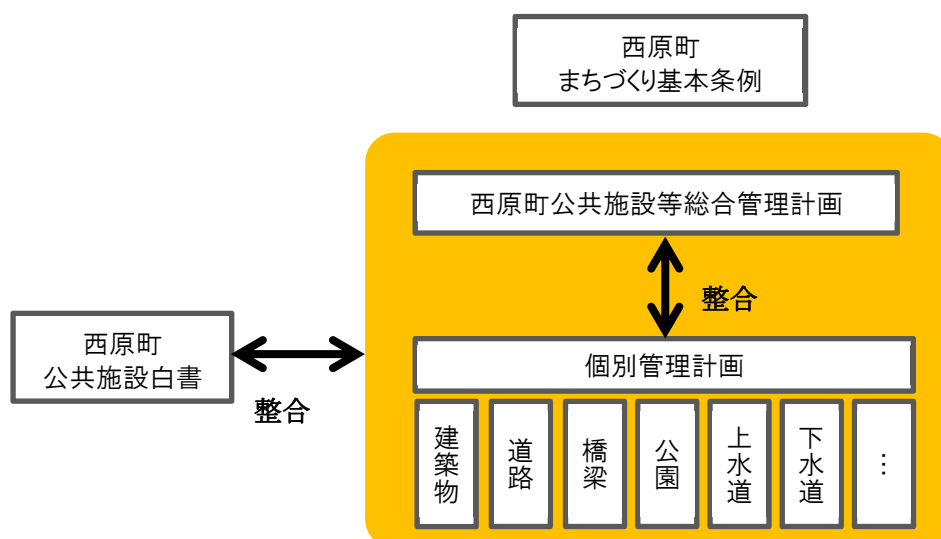 西原町
まちづくり基本条例
西原町公共施設等総合管理計画
整合
西原町
公共施設白書
整合
個別管理計画
建築物
道路
橋梁
公園
上水道
下水道
…